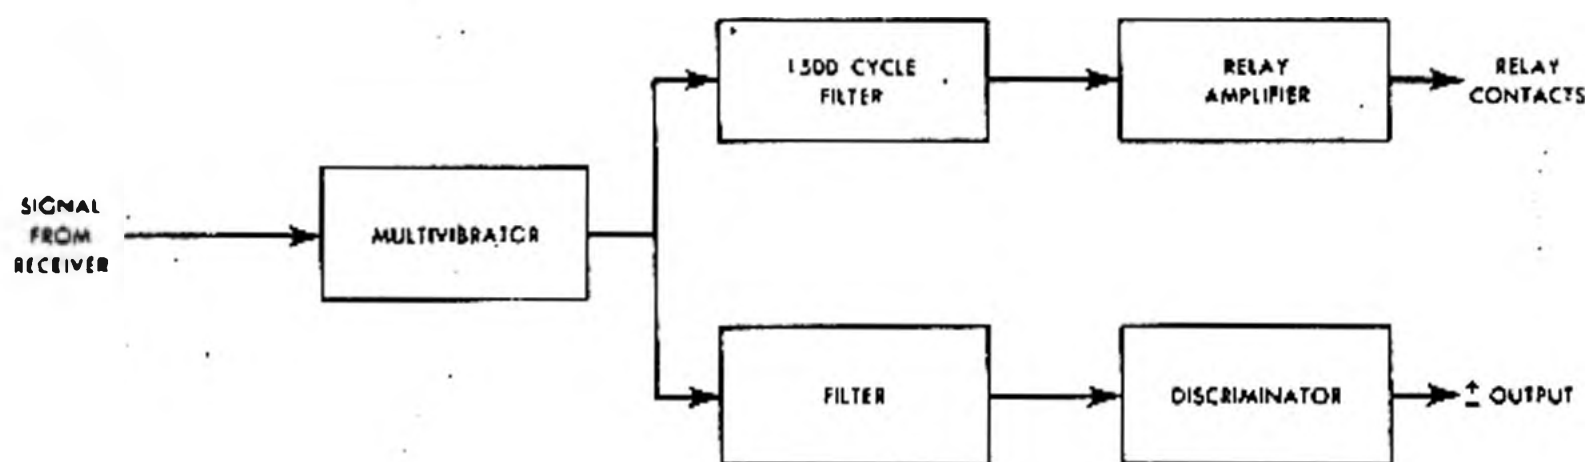 1500 CYCLE
FILTER
RELAY
AMPLIFIER
RELAY
CONTACTS
SIGNAL
FROM
RECEIVER
MULTIVIBRATOR
FILTER
DISCRIMINATOR
± OUTPUT